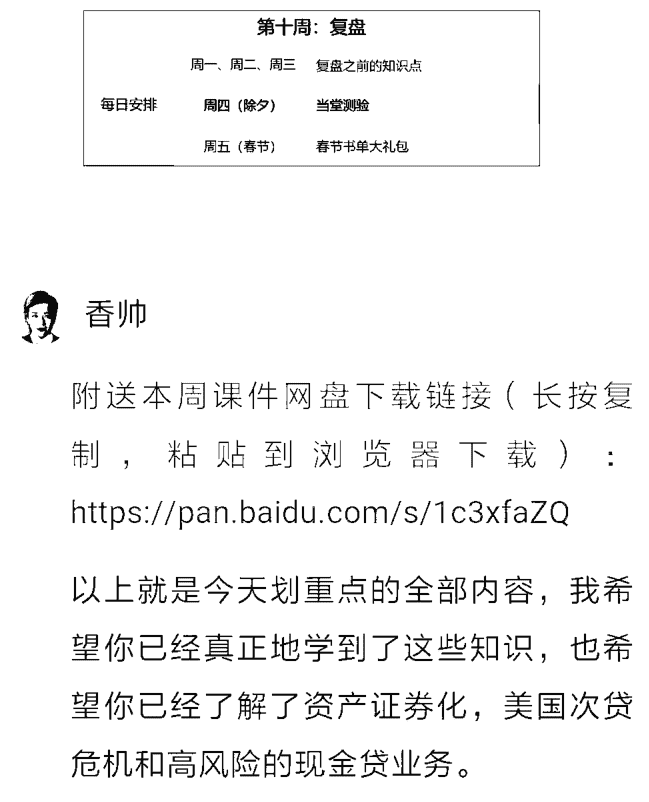 第十周：复盘
周一、周二、周三 复盘之前的知识点
每日安排 周四（除夕） 当堂测验
周五（春节） 春节书单大礼包
香帅
附送本周课件网盘下载链接（长按复
制，粘贴到浏览器下载）：
https://pan.baidu.com/s/1c3xfaZQ
以上就是今天划重点的全部内容，我希
望你已经真正地学到了这些知识，也希
望你已经了解了资产证券化，美国次贷
危机和高风险的现金贷业务。